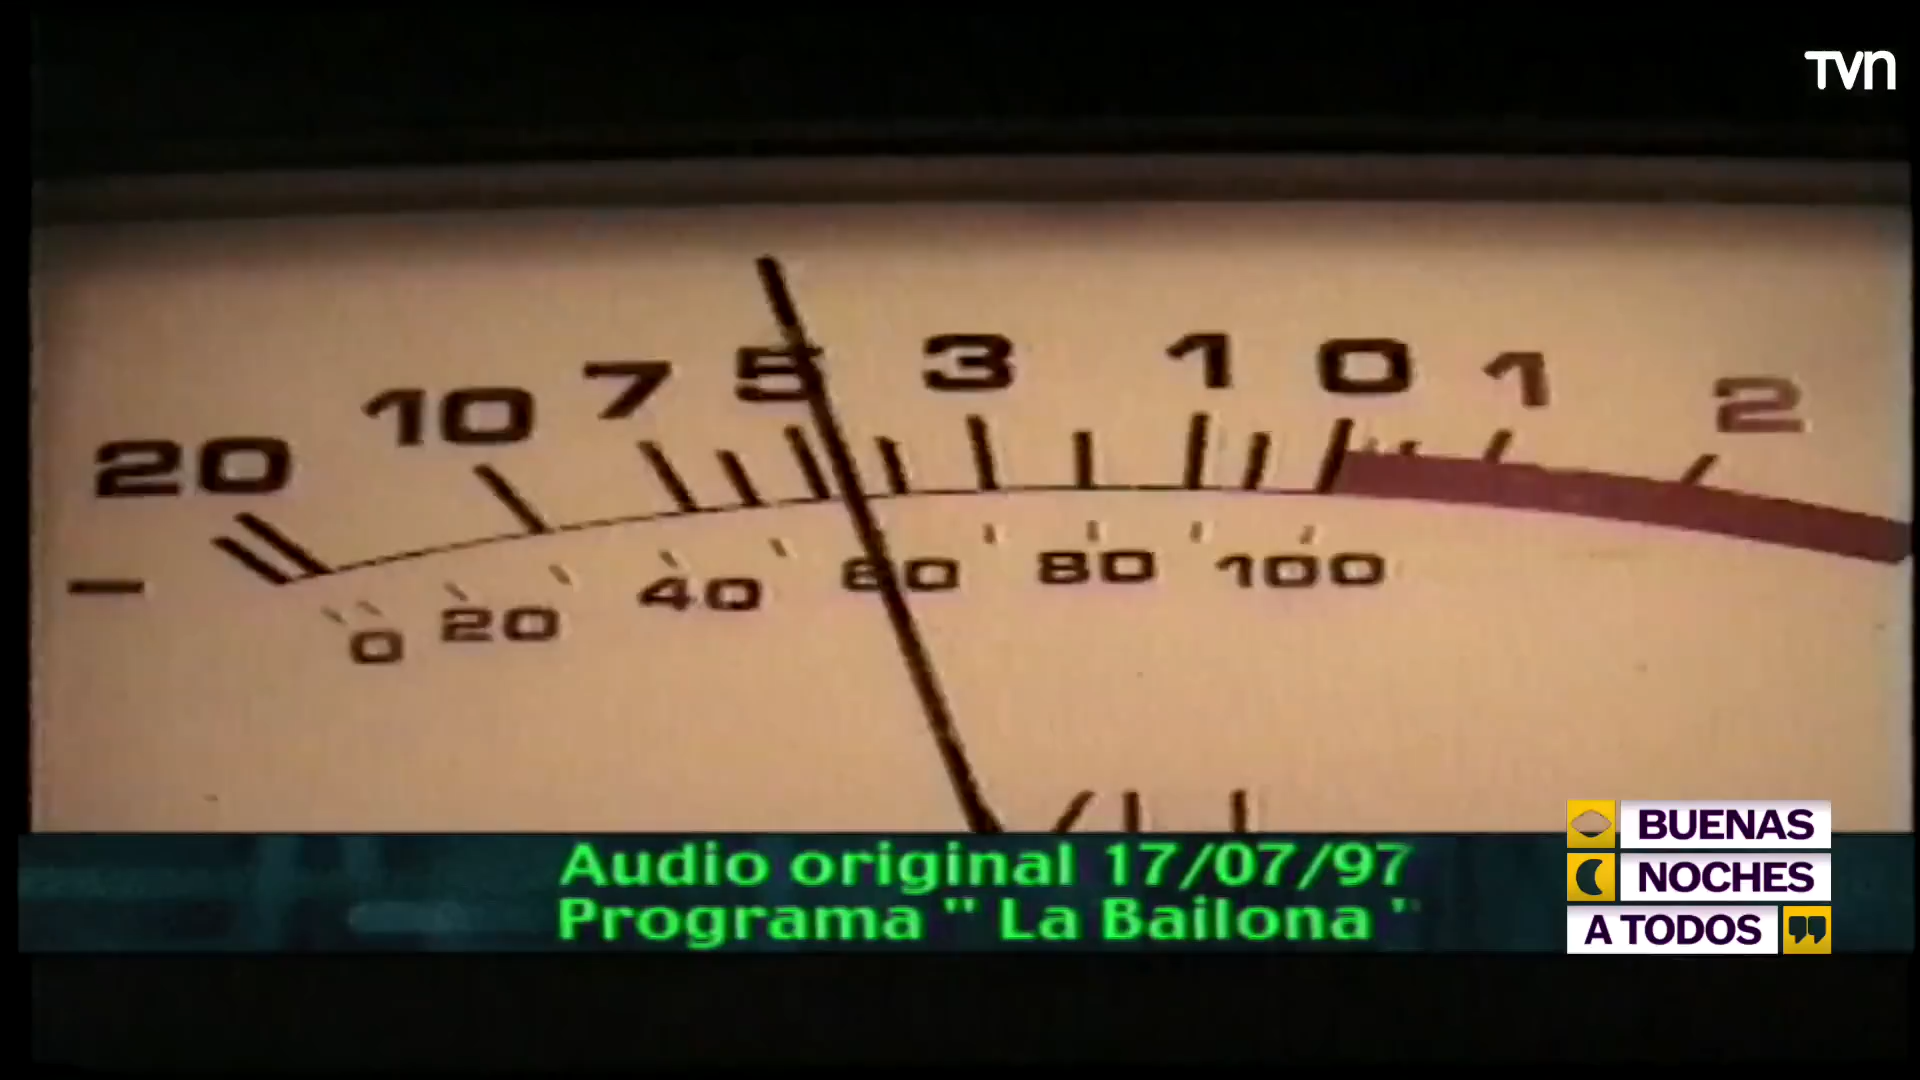 TVN
20 10 7 5 3 1 0 1 2
0 20 40 60 80 100
Audio original 17/07/97
Programa " La Bailona "
BUENAS
NOCHES
A TODOS